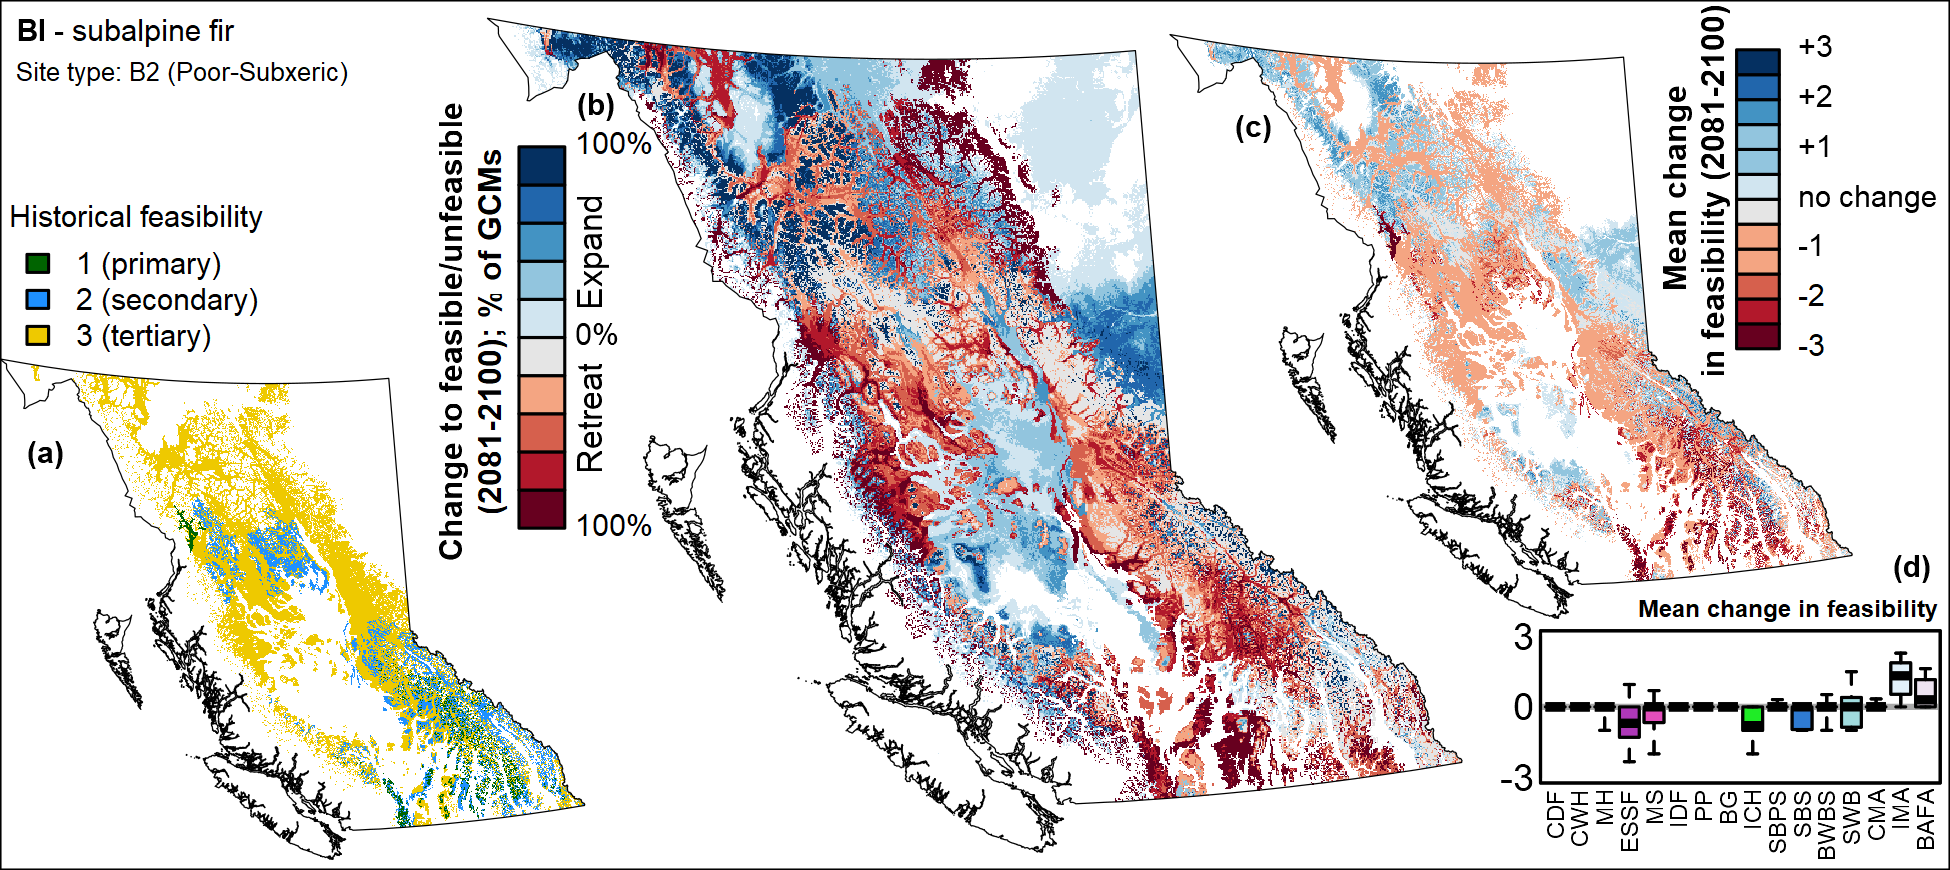 Bl - subalpine fir
Site type: B2 (Poor-Subxeric)
Historical feasibility
1 (primary)
2 (secondary)
3 (tertiary)
(a)
Change to feasible/unfeasible
(2081-2100); % of GCMs
100%
Expand
0%
Retreat
100%
(b)
(c)
Mean change
in feasibility (2081-2100)
+3
+2
+1
no change
-1
-2
-3
(d)
Mean change in feasibility
3
0
-3
CDF
CWH
MH
ESSF
MS
IDF
PP
BG
ICH
SBPS
SBS
BWBS
SWB
CMA
IMA
BAFA